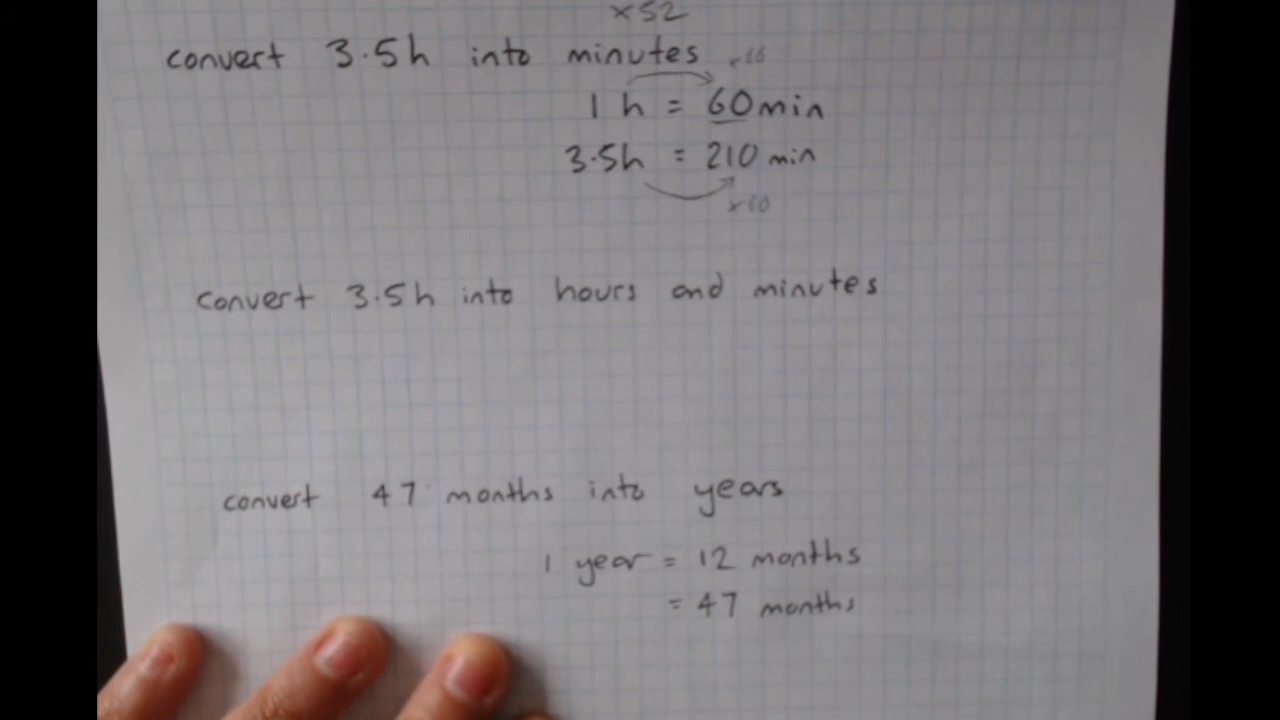 ×52
convert 3.5h into minutes
×60
1 h = 60min
3.5h = 210 min
×60
convert 3.5h into hours and minutes
convert 47 months into years
1 year = 12 months
= 47 months